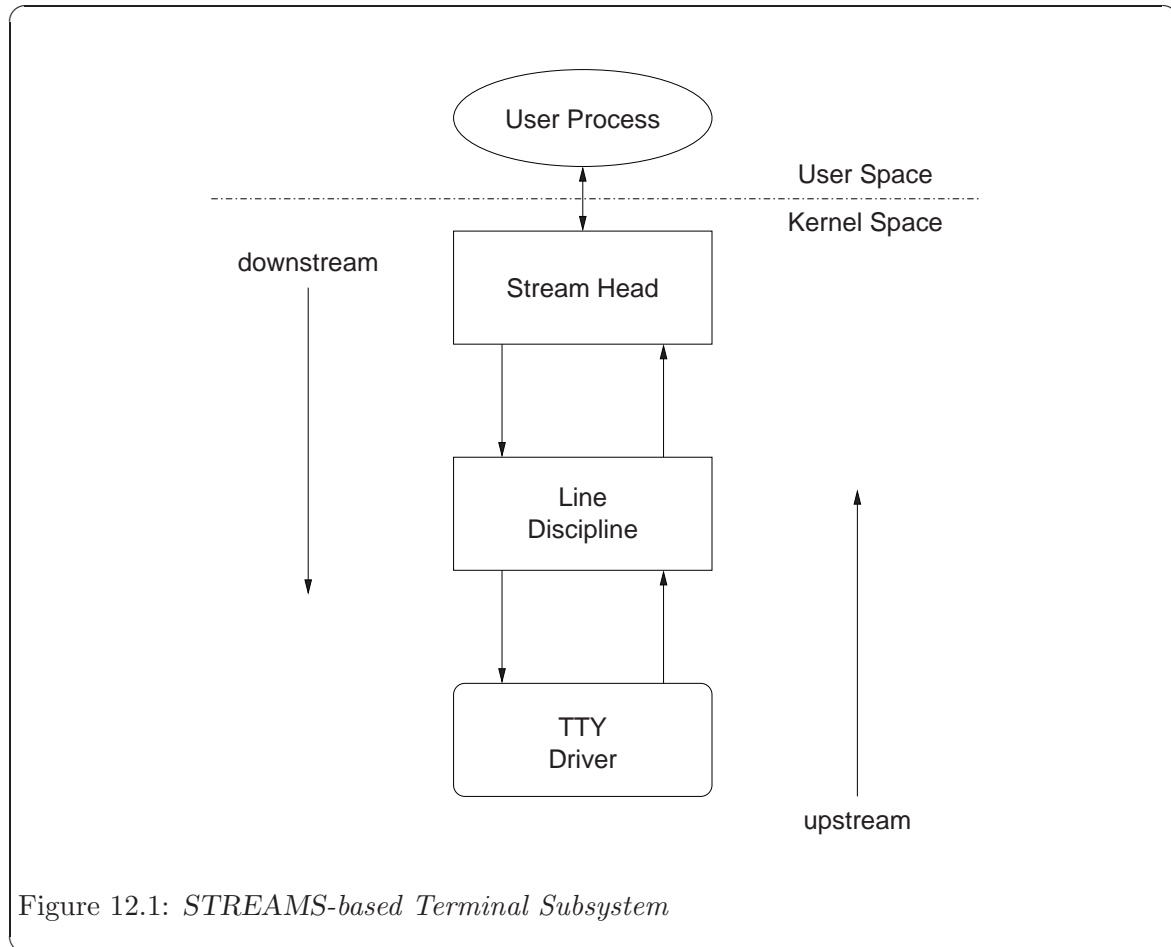 User Process
User Space
Kernel Space
downstream
Stream Head
Line
Discipline
TTY
Driver
upstream
Figure 12.1: STREAMS-based Terminal Subsystem